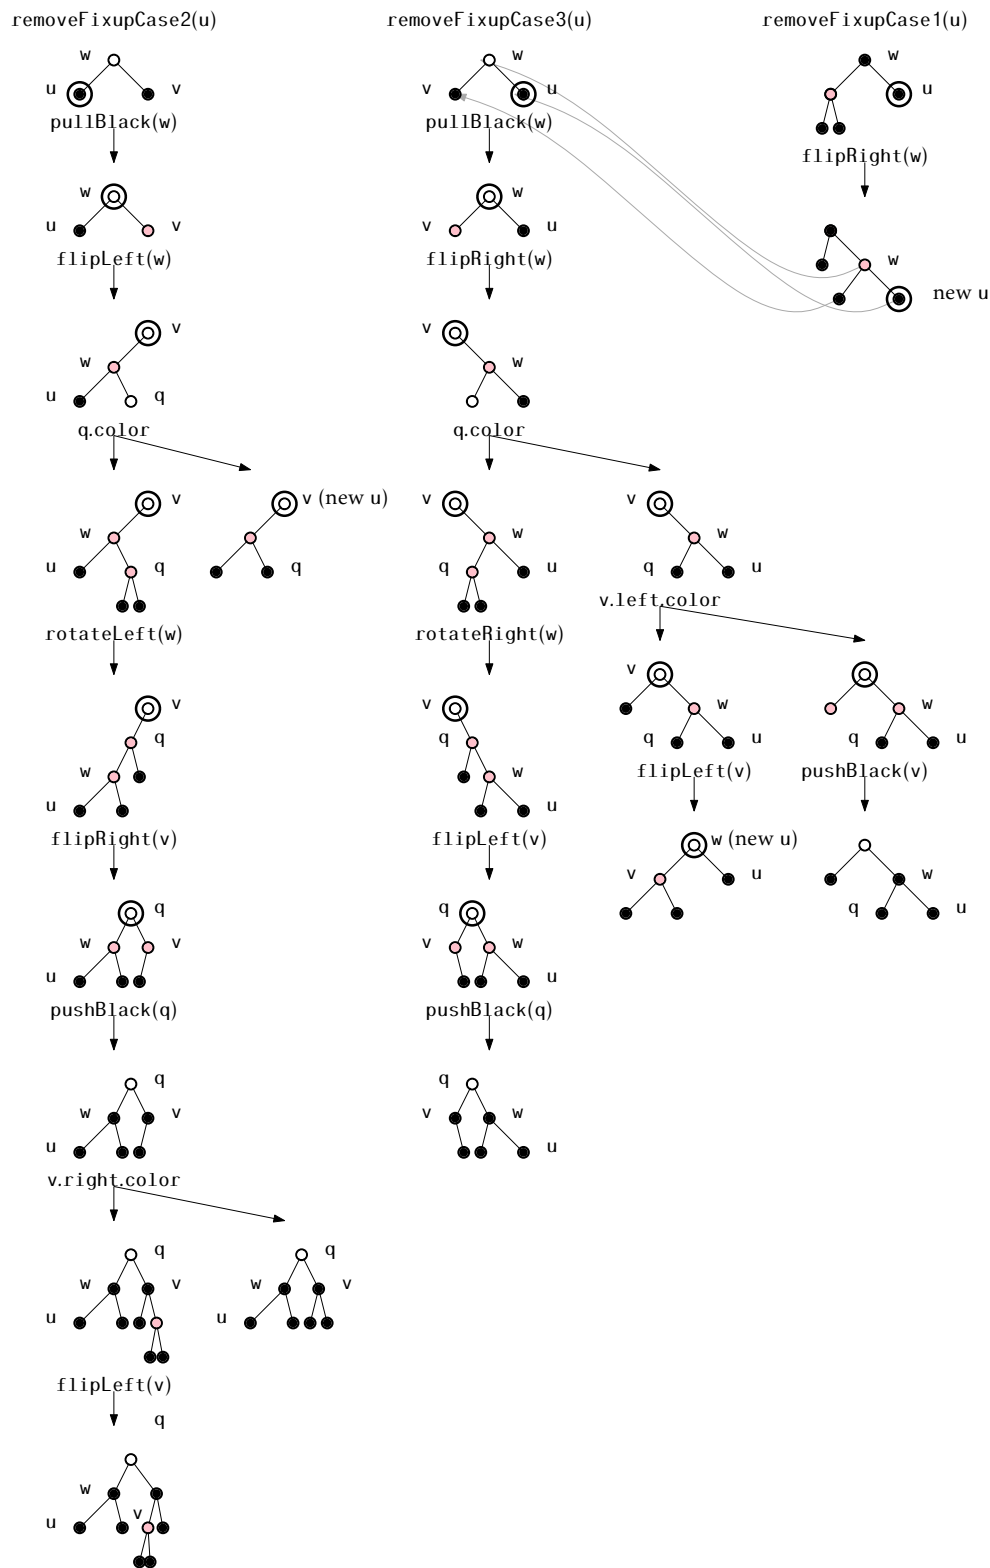 removeFixupCase2(u) removeFixupCase3(u) removeFixupCase1(u)
w w
u v v u u
pullBlack(w) pullBlack(w)
flipRight(w)
w w
u v v u
flipLeft(w) flipRight(w)
w
new u
v v
w w
u q
q.color q.color
v v (new u) v v
w w w
u q q q u q u
v.left.color
rotateLeft(w) rotateRight(w)
v v v
q q w w
w w q u q u
u u
flipLeft(v) pushBlack(v)
flipRight(v) flipLeft(v)
w (new u)
v u w
q u
q q
w v v w
u u
pushBlack(q) pushBlack(q)
q q
w v v w
u u
v.right.color
q q
w v w v
u u
flipLeft(v)
q
w
u v